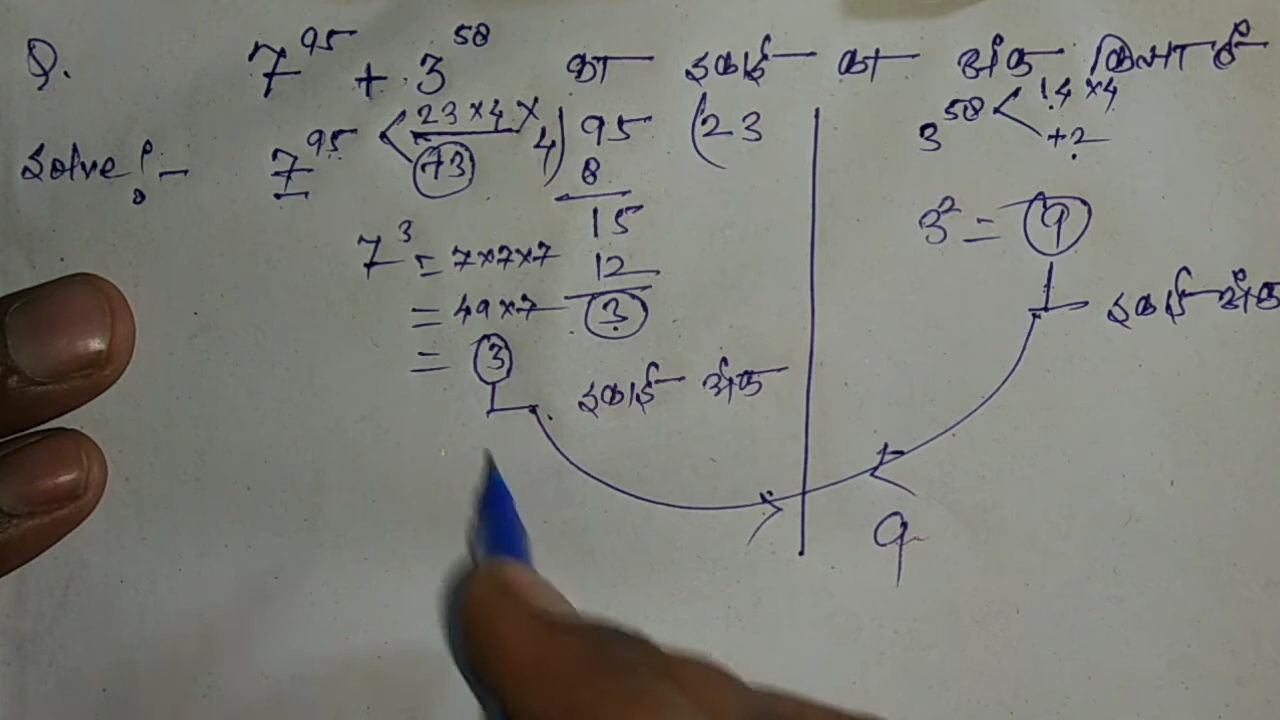 Q. 7^95 + 3^58 का इकाई का अंक कितना है
Solve:- 7^95 < 23×4 × 4) 95 (23
73
8
15
7^3 = 7×7×7 12
= 49×7 3
= 3
इकाई अंक
3^58 < 14×4
+2
3^2 = 9
इकाई अंक
9